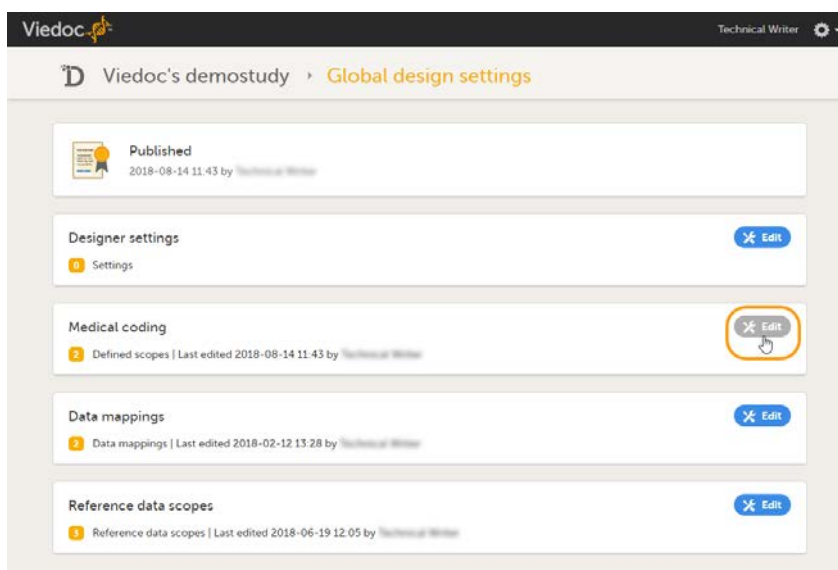 Viedoc
Technical Writer
Viedoc's demostudy › Global design settings
Published
2018-08-14 11:43 by
Designer settings
Edit
0 Settings
Medical coding
Edit
2 Defined scopes | Last edited 2018-08-14 11:43 by
Data mappings
Edit
2 Data mappings | Last edited 2018-02-12 13:28 by
Reference data scopes
Edit
Reference data scopes | Last edited 2018-06-19 12:05 by